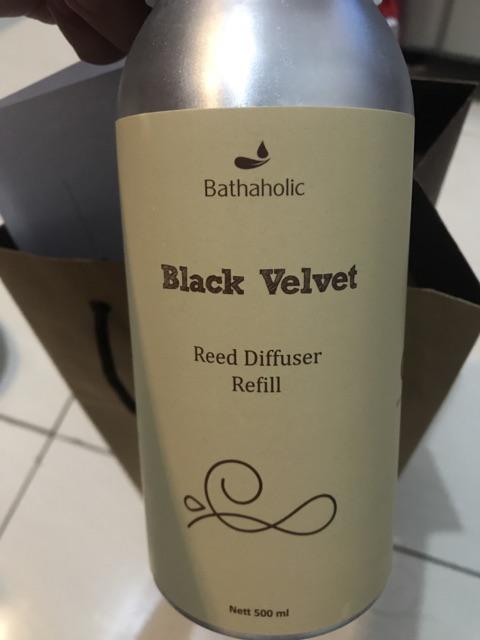 Bathaholic
Black Velvet
Reed Diffuser
Refill
Nett 500 ml